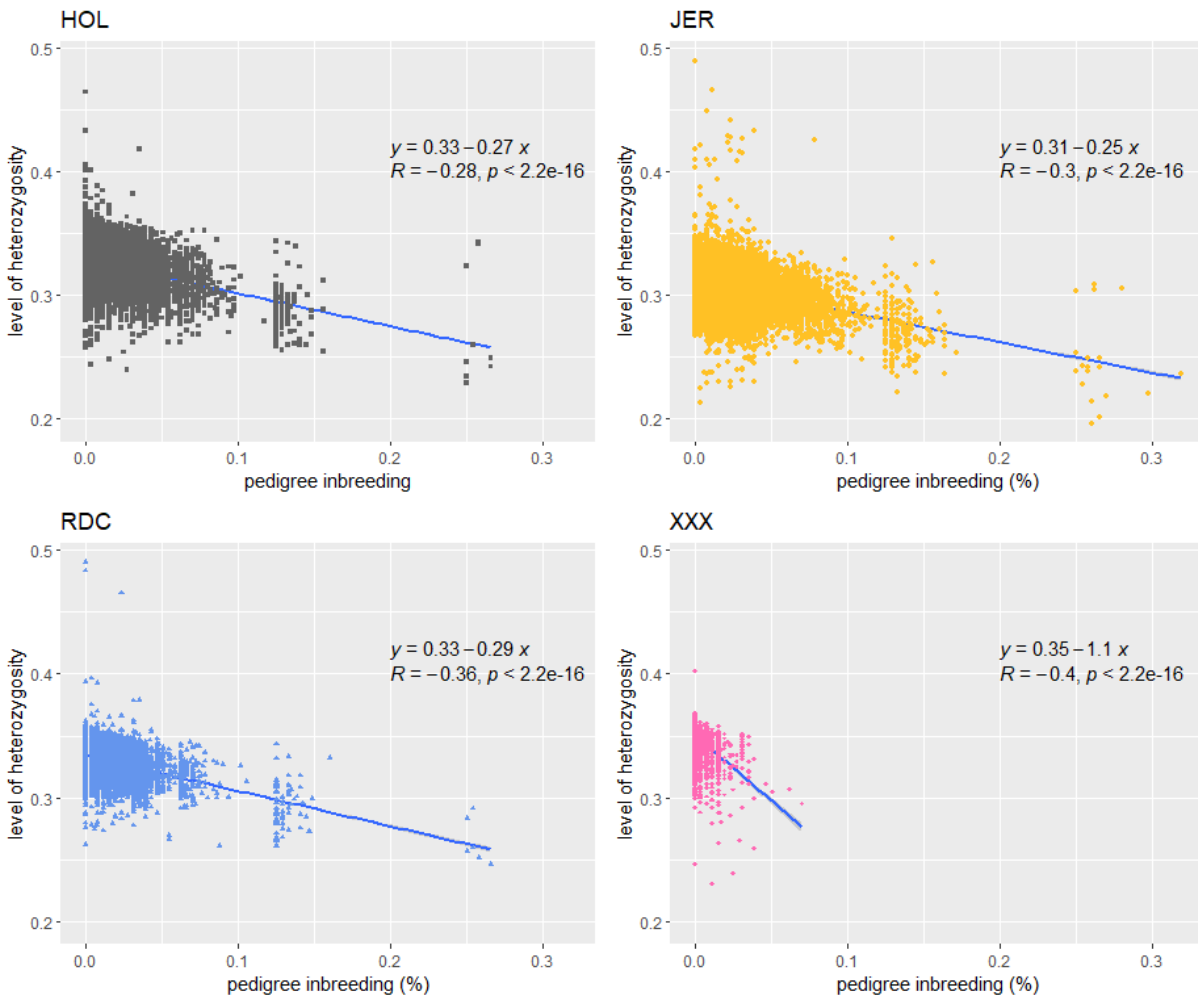 HOL
0.5
0.4
0.3
0.2
level of heterozygosity
y = 0.33 − 0.27 x
R = −0.28, p < 2.2e-16
0.0 0.1 0.2 0.3
pedigree inbreeding
JER
0.5
0.4
0.3
0.2
level of heterozygosity
y = 0.31 − 0.25 x
R = −0.3, p < 2.2e-16
0.0 0.1 0.2 0.3
pedigree inbreeding (%)
RDC
0.5
0.4
0.3
0.2
level of heterozygosity
y = 0.33 − 0.29 x
R = −0.36, p < 2.2e-16
0.0 0.1 0.2 0.3
pedigree inbreeding (%)
XXX
0.5
0.4
0.3
0.2
level of heterozygosity
y = 0.35 − 1.1 x
R = −0.4, p < 2.2e-16
0.0 0.1 0.2 0.3
pedigree inbreeding (%)